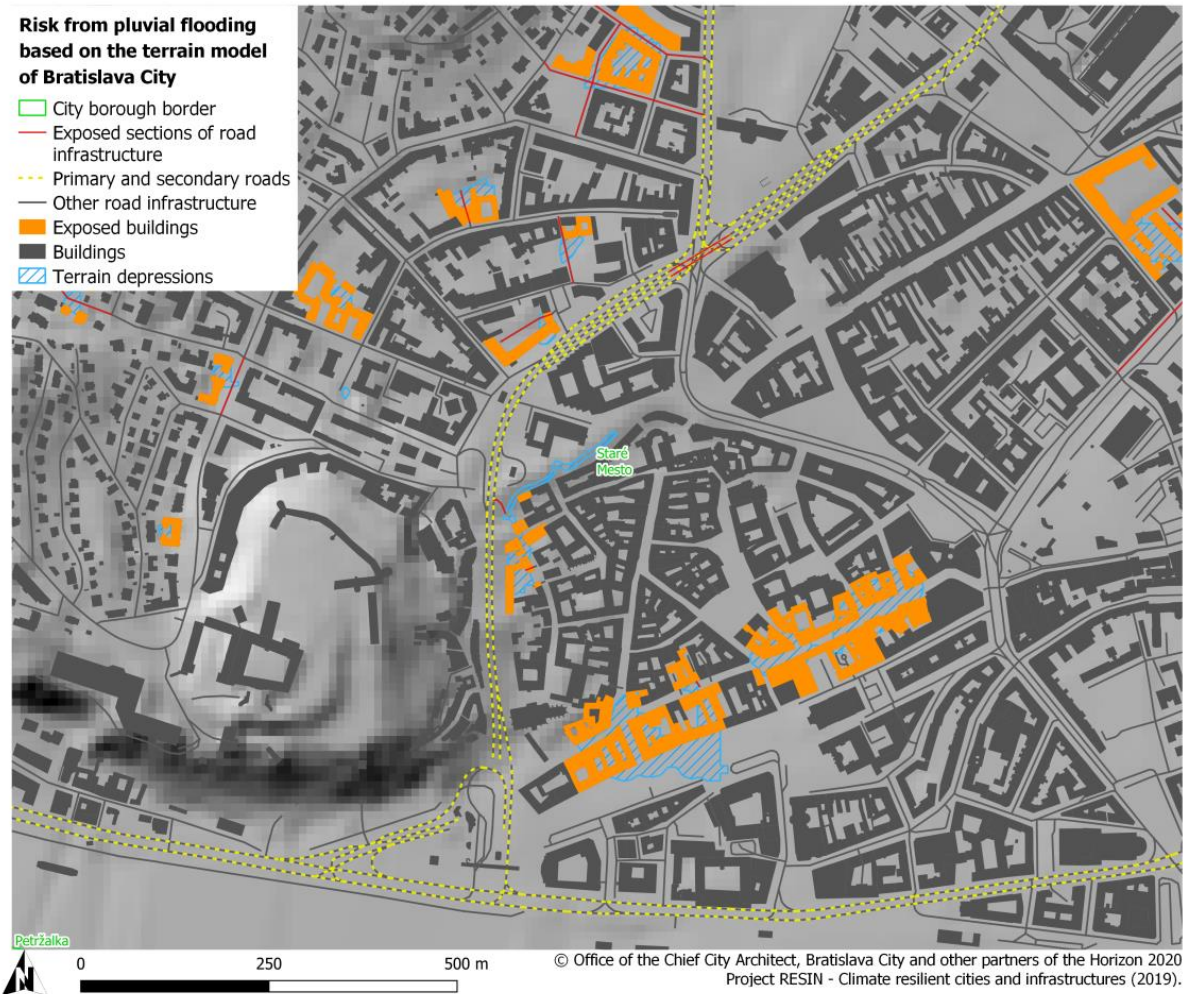 Risk from pluvial flooding
based on the terrain model
of Bratislava City
City borough border
Exposed sections of road
infrastructure
Primary and secondary roads
Other road infrastructure
Exposed buildings
Buildings
Terrain depressions
Staré
Mesto
Petržalka
N
0 250 500 m
© Office of the Chief City Architect, Bratislava City and other partners of the Horizon 2020
Project RESIN - Climate resilient cities and infrastructures (2019).